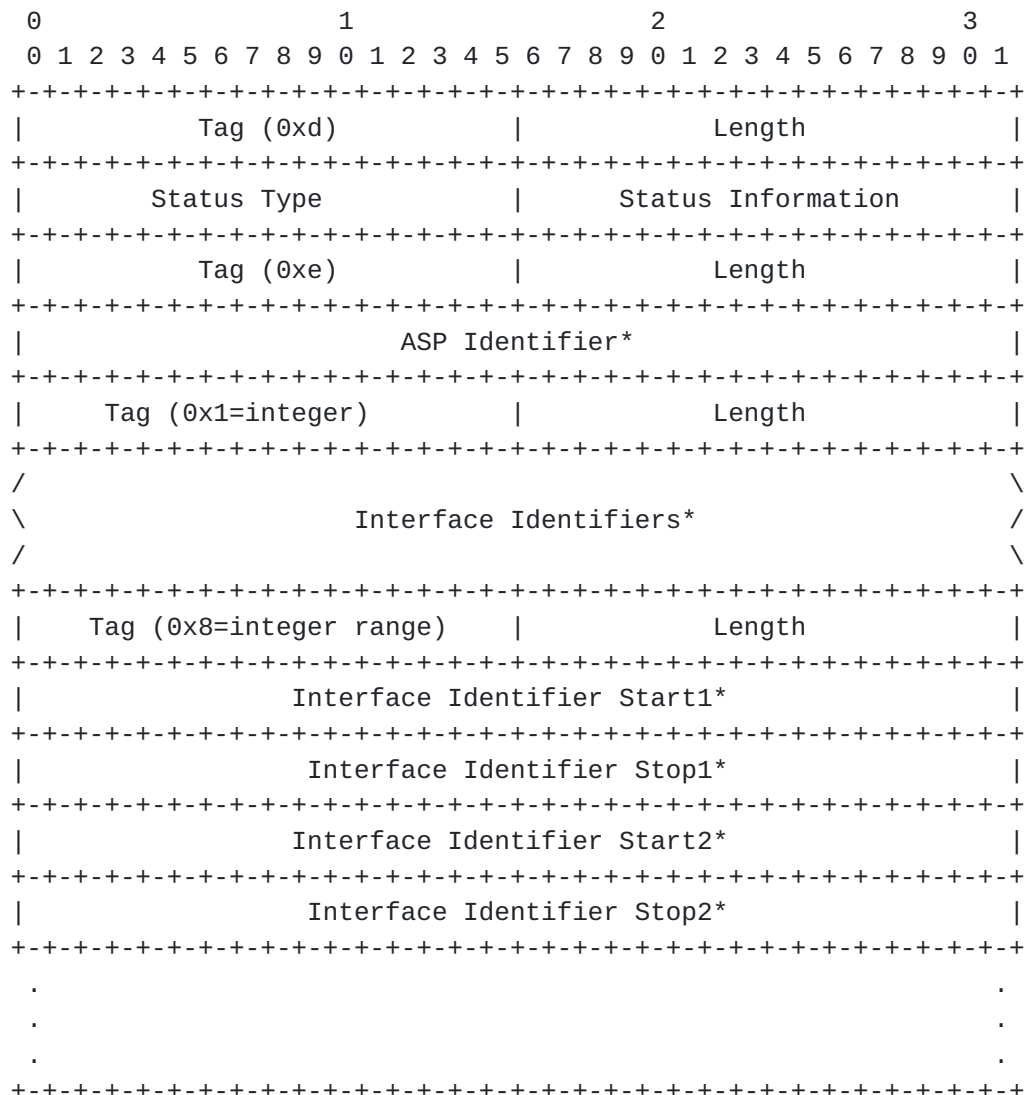 0                   1                   2                   3
 0 1 2 3 4 5 6 7 8 9 0 1 2 3 4 5 6 7 8 9 0 1 2 3 4 5 6 7 8 9 0 1
+-+-+-+-+-+-+-+-+-+-+-+-+-+-+-+-+-+-+-+-+-+-+-+-+-+-+-+-+-+-+-+-+
|           Tag (0xd)           |            Length             |
+-+-+-+-+-+-+-+-+-+-+-+-+-+-+-+-+-+-+-+-+-+-+-+-+-+-+-+-+-+-+-+-+
|        Status Type            |      Status Information       |
+-+-+-+-+-+-+-+-+-+-+-+-+-+-+-+-+-+-+-+-+-+-+-+-+-+-+-+-+-+-+-+-+
|           Tag (0xe)           |            Length             |
+-+-+-+-+-+-+-+-+-+-+-+-+-+-+-+-+-+-+-+-+-+-+-+-+-+-+-+-+-+-+-+-+
|                        ASP Identifier*                        |
+-+-+-+-+-+-+-+-+-+-+-+-+-+-+-+-+-+-+-+-+-+-+-+-+-+-+-+-+-+-+-+-+
|     Tag (0x1=integer)         |            Length             |
+-+-+-+-+-+-+-+-+-+-+-+-+-+-+-+-+-+-+-+-+-+-+-+-+-+-+-+-+-+-+-+-+
/                                                               \
\                     Interface Identifiers*                    /
/                                                               \
+-+-+-+-+-+-+-+-+-+-+-+-+-+-+-+-+-+-+-+-+-+-+-+-+-+-+-+-+-+-+-+-+
|    Tag (0x8=integer range)    |            Length             |
+-+-+-+-+-+-+-+-+-+-+-+-+-+-+-+-+-+-+-+-+-+-+-+-+-+-+-+-+-+-+-+-+
|                 Interface Identifier Start1*                  |
+-+-+-+-+-+-+-+-+-+-+-+-+-+-+-+-+-+-+-+-+-+-+-+-+-+-+-+-+-+-+-+-+
|                  Interface Identifier Stop1*                  |
+-+-+-+-+-+-+-+-+-+-+-+-+-+-+-+-+-+-+-+-+-+-+-+-+-+-+-+-+-+-+-+-+
|                 Interface Identifier Start2*                  |
+-+-+-+-+-+-+-+-+-+-+-+-+-+-+-+-+-+-+-+-+-+-+-+-+-+-+-+-+-+-+-+-+
|                  Interface Identifier Stop2*                  |
+-+-+-+-+-+-+-+-+-+-+-+-+-+-+-+-+-+-+-+-+-+-+-+-+-+-+-+-+-+-+-+-+
 .                                                             .
 .                                                             .
 .                                                             .
+-+-+-+-+-+-+-+-+-+-+-+-+-+-+-+-+-+-+-+-+-+-+-+-+-+-+-+-+-+-+-+-+